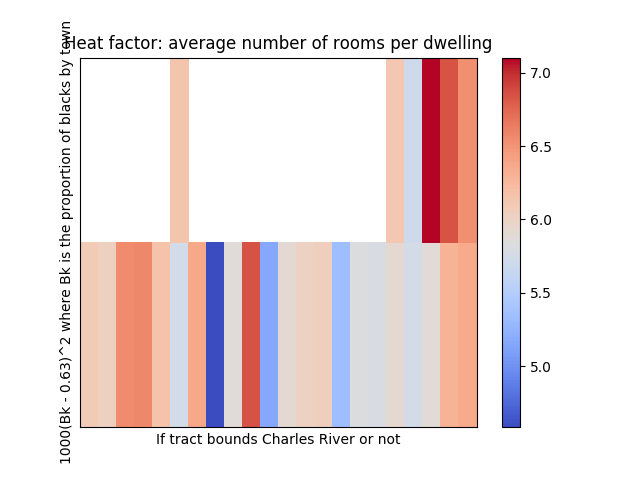 Heat factor: average number of rooms per dwelling
1000(Bk - 0.63)^2 where Bk is the proportion of blacks by town
7.0
6.5
6.0
5.5
5.0
If tract bounds Charles River or not